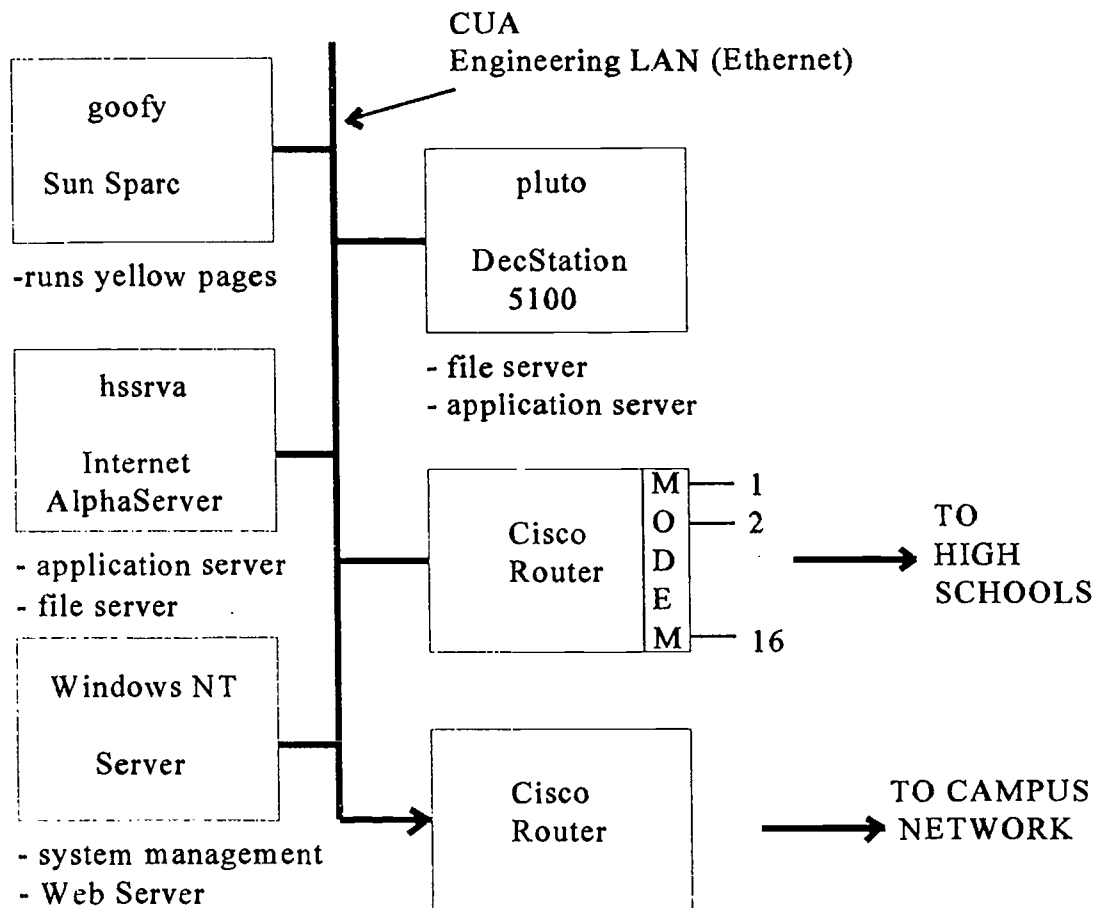 CUA
Engineering LAN (Ethernet)
goofy
Sun Sparc
-runs yellow pages
pluto
DecStation
5100
- file server
- application server
hssrva
Internet
AlphaServer
- application server
- file server
Cisco
Router
MODEM
1
2
16
TO
HIGH
SCHOOLS
Windows NT
Server
- system management
- Web Server
Cisco
Router
TO CAMPUS
NETWORK